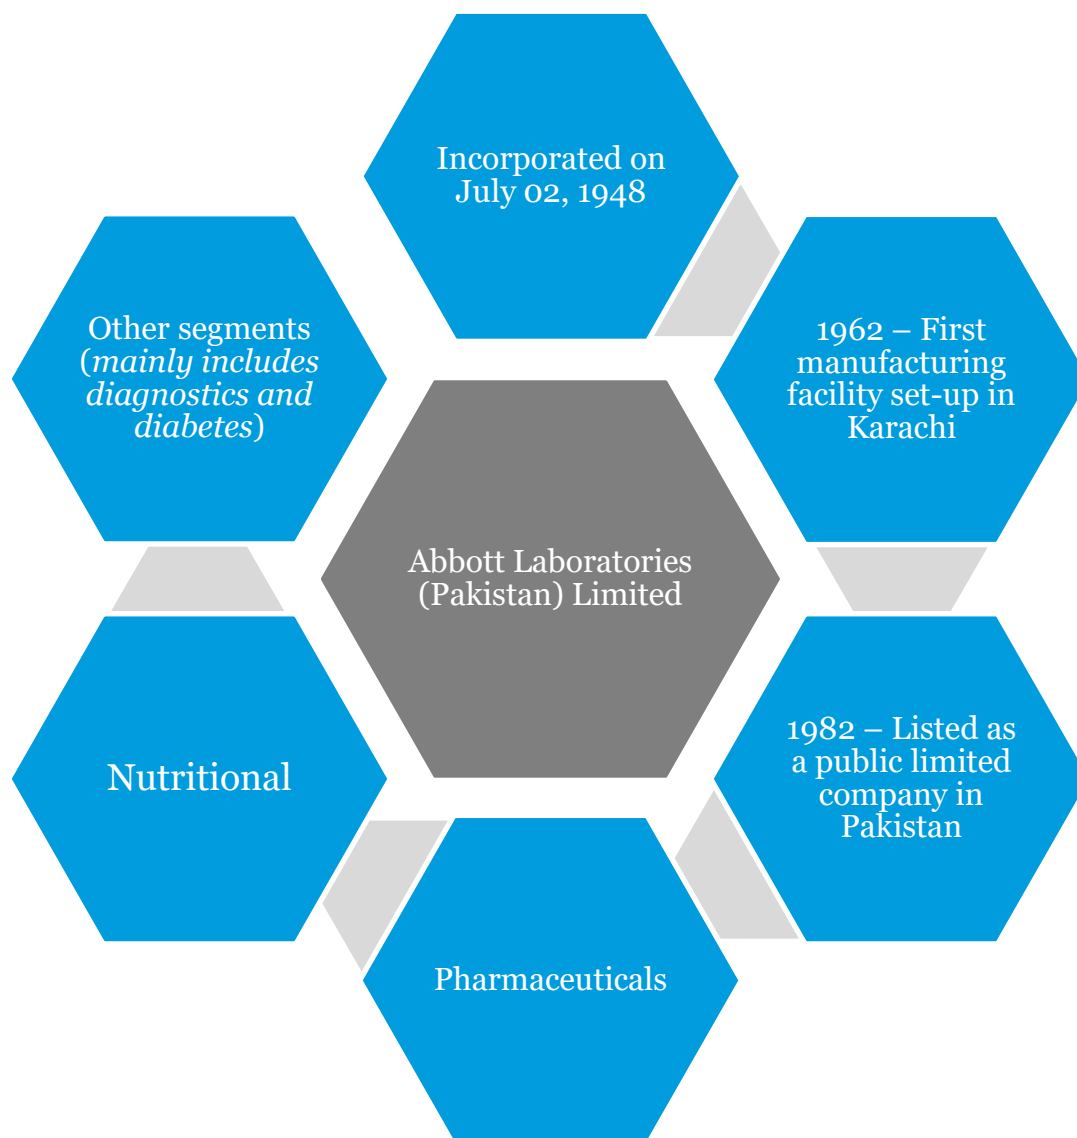 Incorporated on
July 02, 1948
1962 – First
manufacturing
facility set-up in
Karachi
1982 – Listed as
a public limited
company in
Pakistan
Pharmaceuticals
Nutritional
Other segments
(mainly includes
diagnostics and
diabetes)
Abbott Laboratories
(Pakistan) Limited